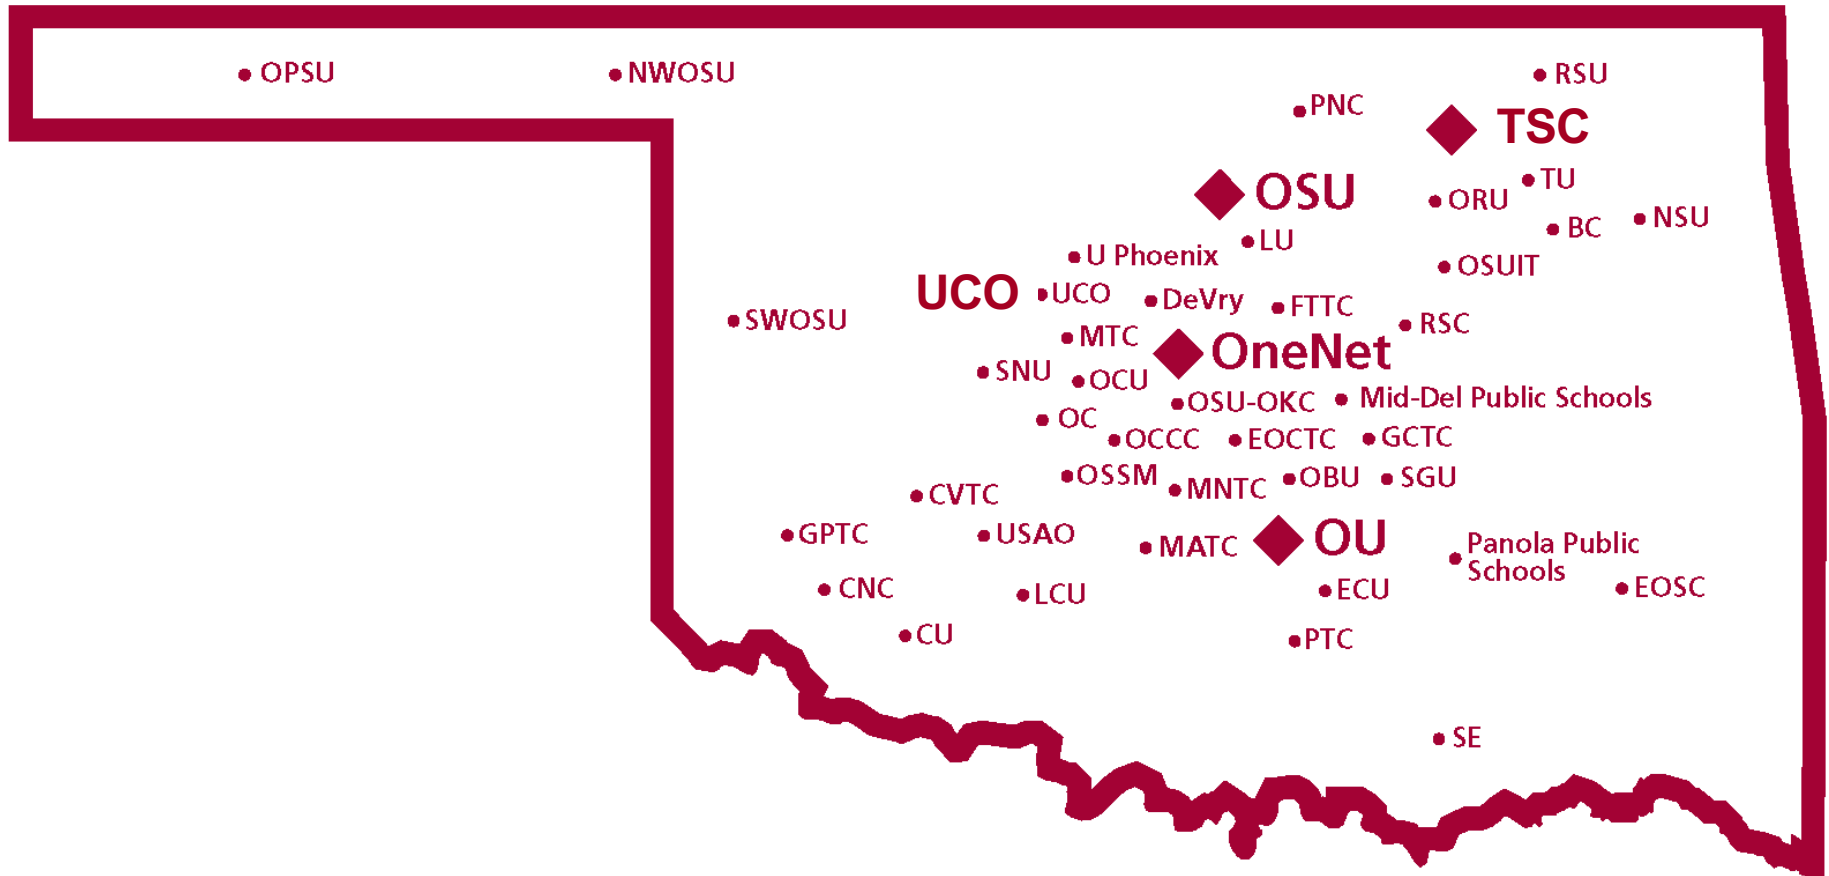 OPSU
NWOSU
RSU
PNC
TSC
TU
OSU
ORU
NSU
BC
LU
U Phoenix
OSUIT
UCO
UCO
DeVry
FTTC
SWOSU
RSC
MTC
OneNet
SNU
OCU
OSU-OKC
Mid-Del Public Schools
OC
OCCC
EOCTC
GCTC
OSSM
MNTC
OBU
SGU
CVTC
GPTC
USAO
MATC
OU
Panola Public
Schools
CNC
LCU
ECU
EOSC
CU
PTC
SE